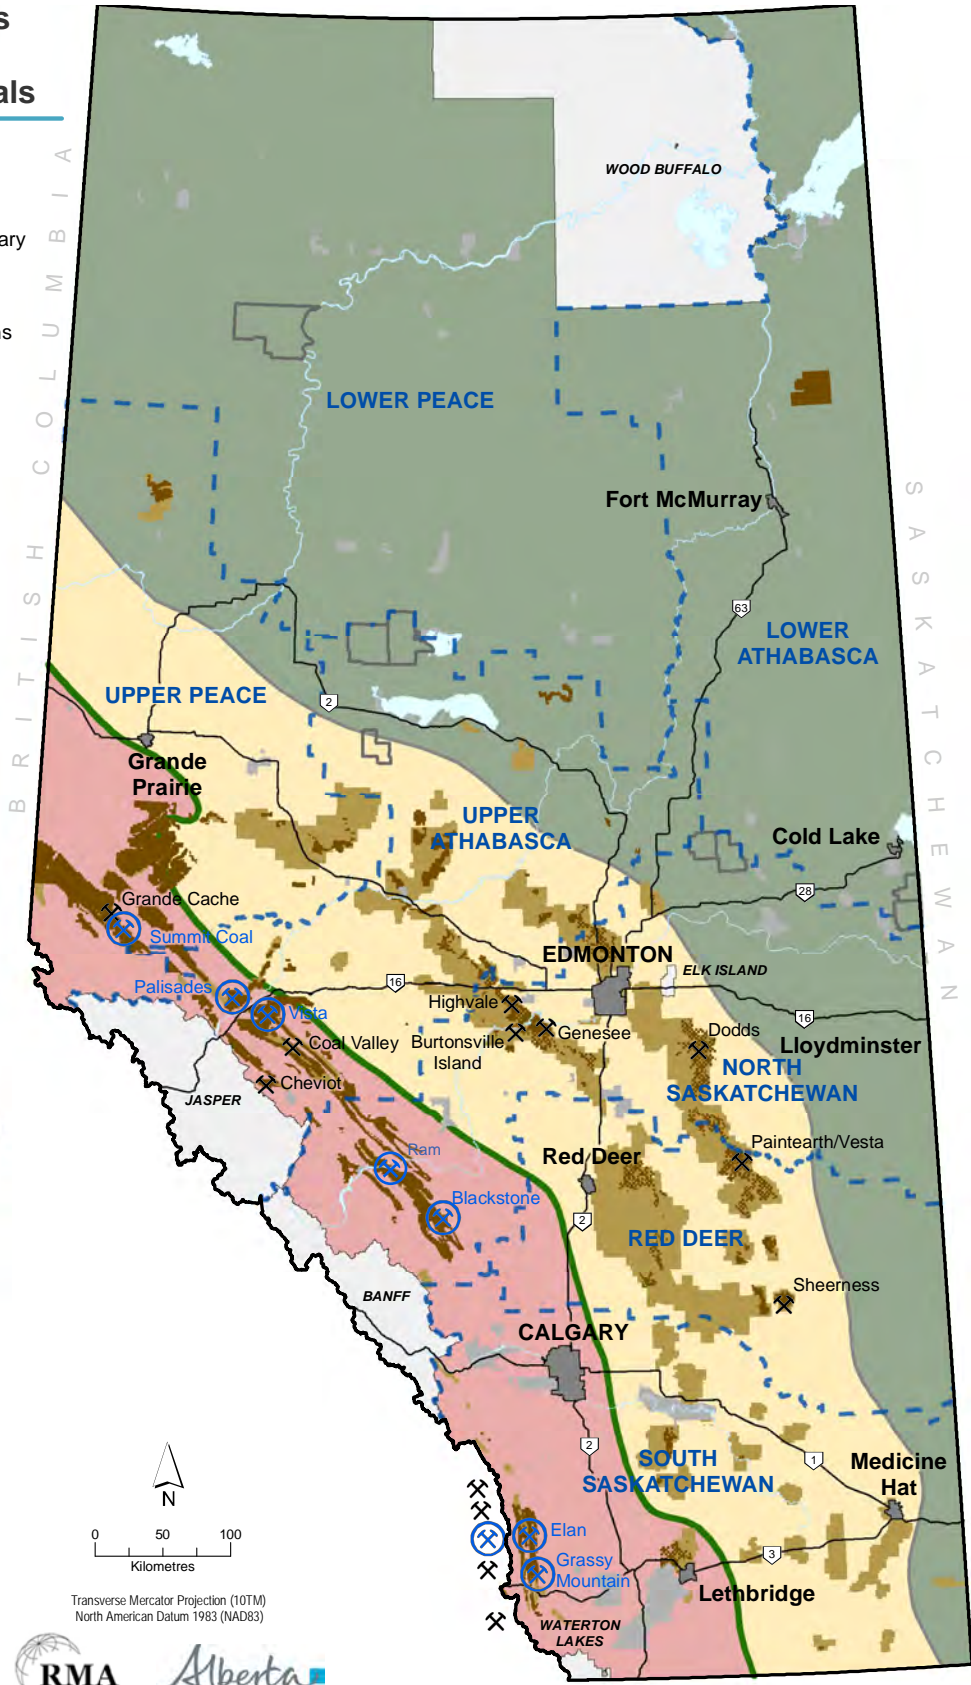 s
als
ary
ns
BRITISH COLUMBIA
SASKATCHEWAN
WOOD BUFFALO
LOWER PEACE
Fort McMurray
63
LOWER
ATHABASCA
UPPER PEACE
2
Grande
Prairie
UPPER
ATHABASCA
Cold Lake
28
Grande Cache
Summit Coal
EDMONTON
ELK ISLAND
Palisades
16
Highvale
Vista
16
Coal Valley
Burtonsville
Island
Genesee
Dodds
Lloydminster
NORTH
SASKATCHEWAN
Cheviot
JASPER
Ram
Red Deer
Paintearth/Vesta
Blackstone
2
RED DEER
Sheerness
BANFF
CALGARY
2
SOUTH
SASKATCHEWAN
1
Medicine
Hat
N
Elan
Grassy
Mountain
3
Lethbridge
WATERTON
LAKES
0 50 100
Kilometres
Transverse Mercator Projection (10TM)
North American Datum 1983 (NAD83)
RMA
Alberta